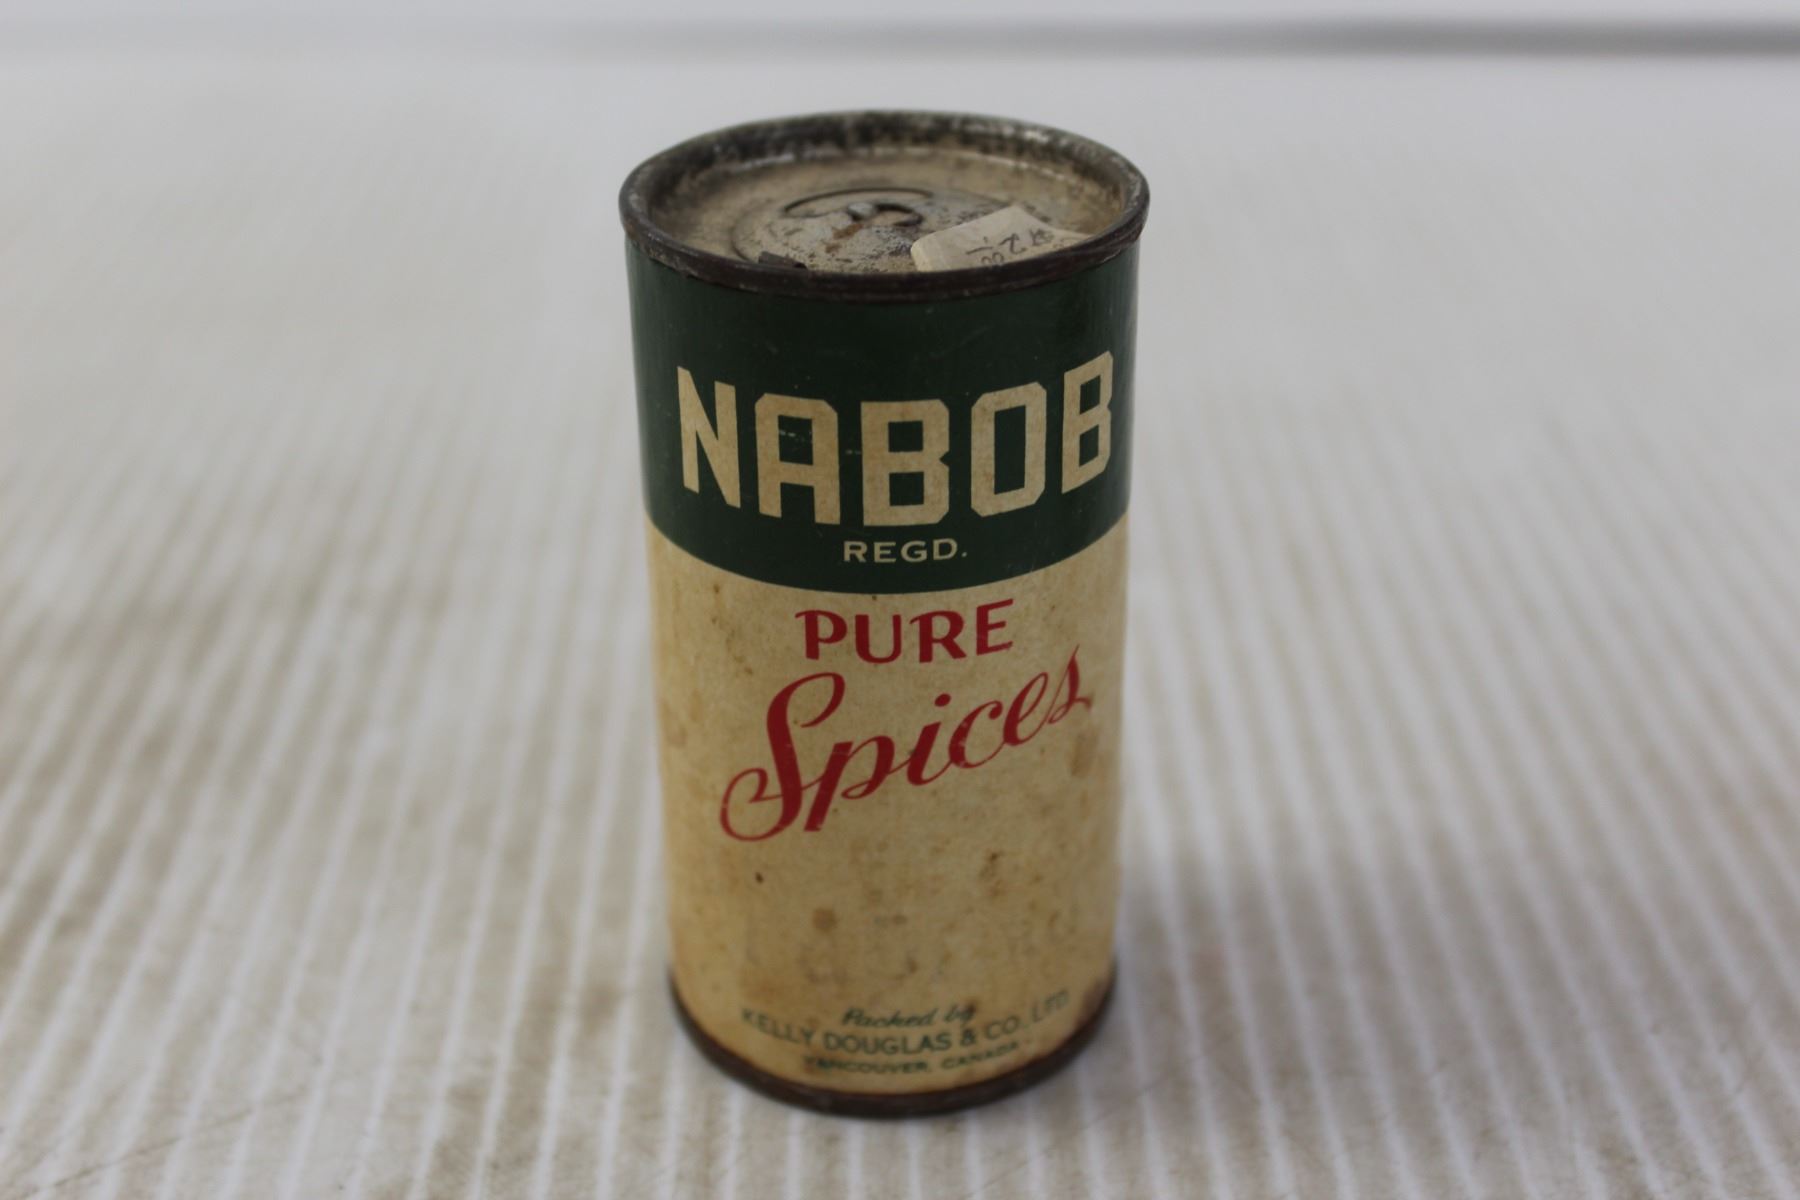 NABOB
REGD.
PURE
Spices
Packed by
KELLY DOUGLAS & CO., LTD
VANCOUVER, CANADA